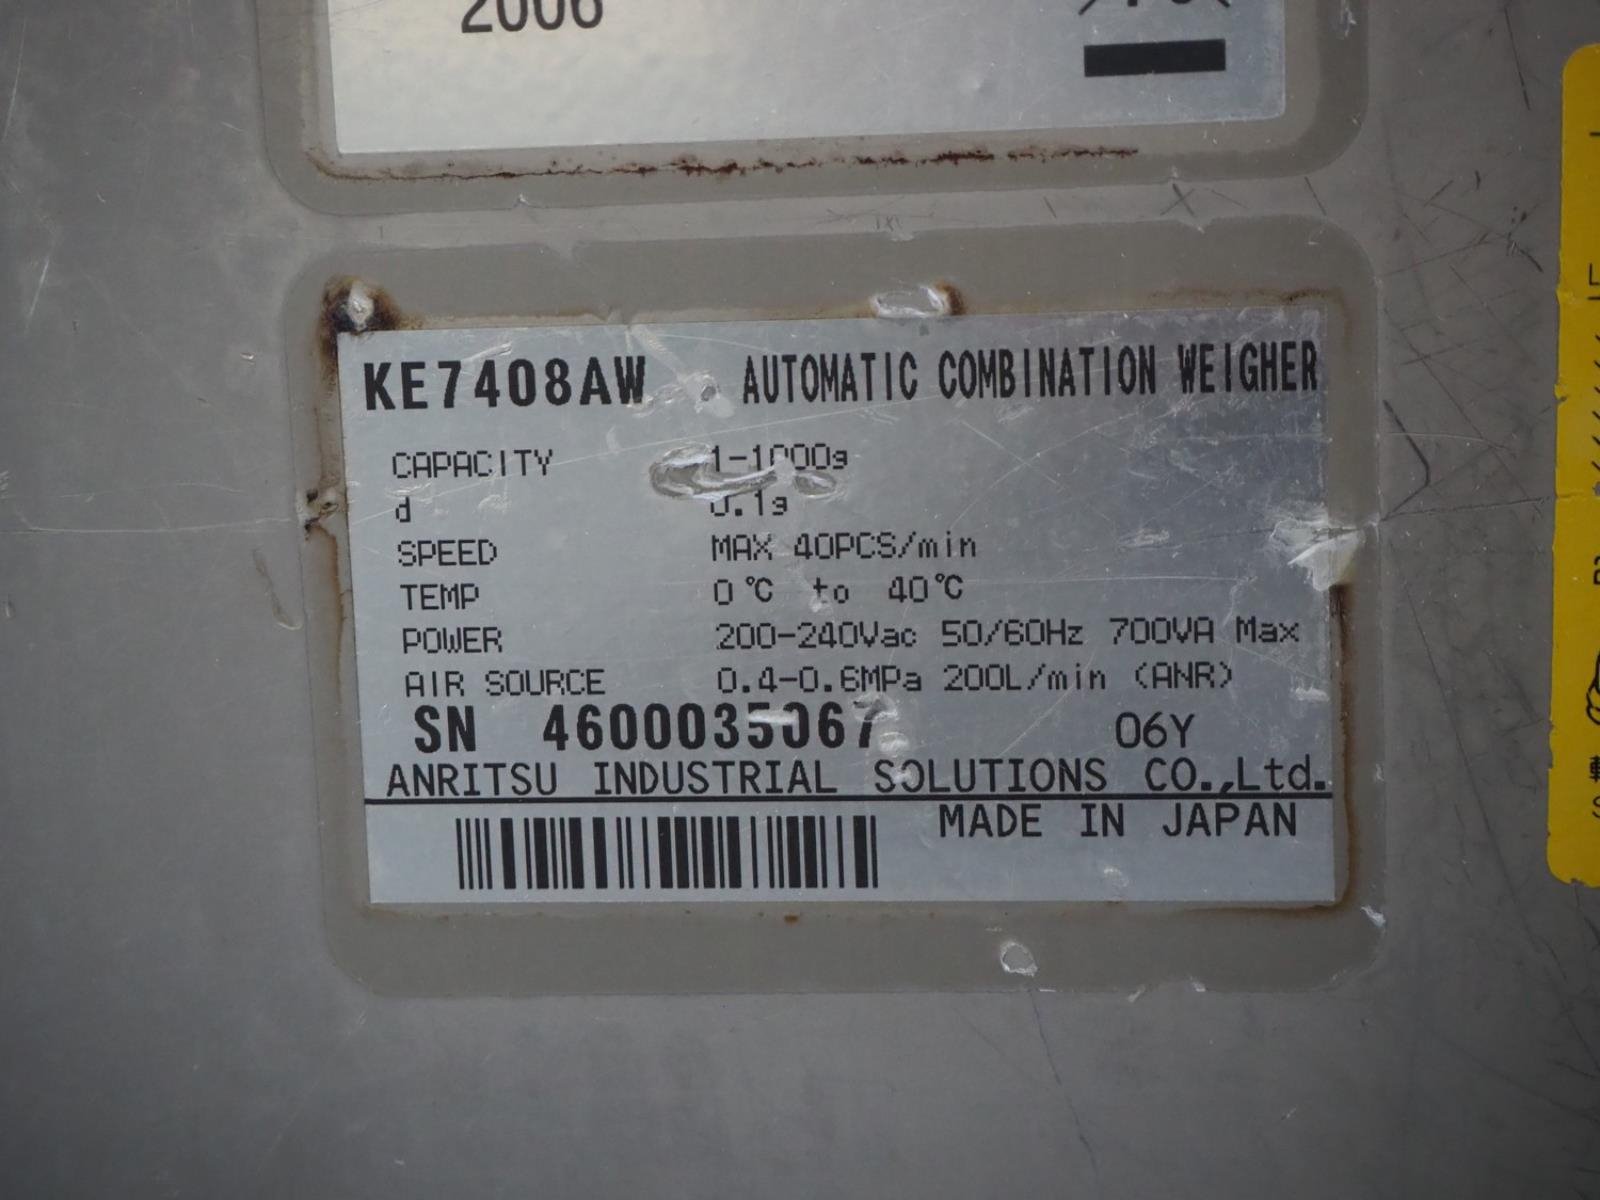 2006
KE7408AW AUTOMATIC COMBINATION WEIGHER
CAPACITY 1-1000g
d 0.1g
SPEED MAX 40PCS/min
TEMP 0℃ to 40℃
POWER 200-240Vac 50/60Hz 700VA Max
AIR SOURCE 0.4-0.6MPa 200L/min (ANR)
SN 4600035067 06Y
ANRITSU INDUSTRIAL SOLUTIONS CO.,Ltd.
MADE IN JAPAN